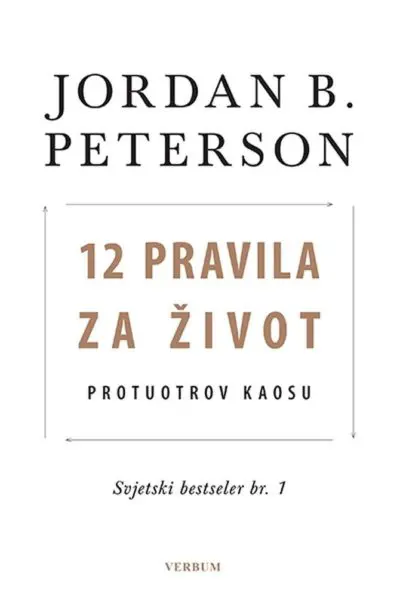 JORDAN B.
PETERSON
12 PRAVILA
ZA ŽIVOT
PROTUOTROV KAOSU
Svjetski bestseler br. 1
VERBUM